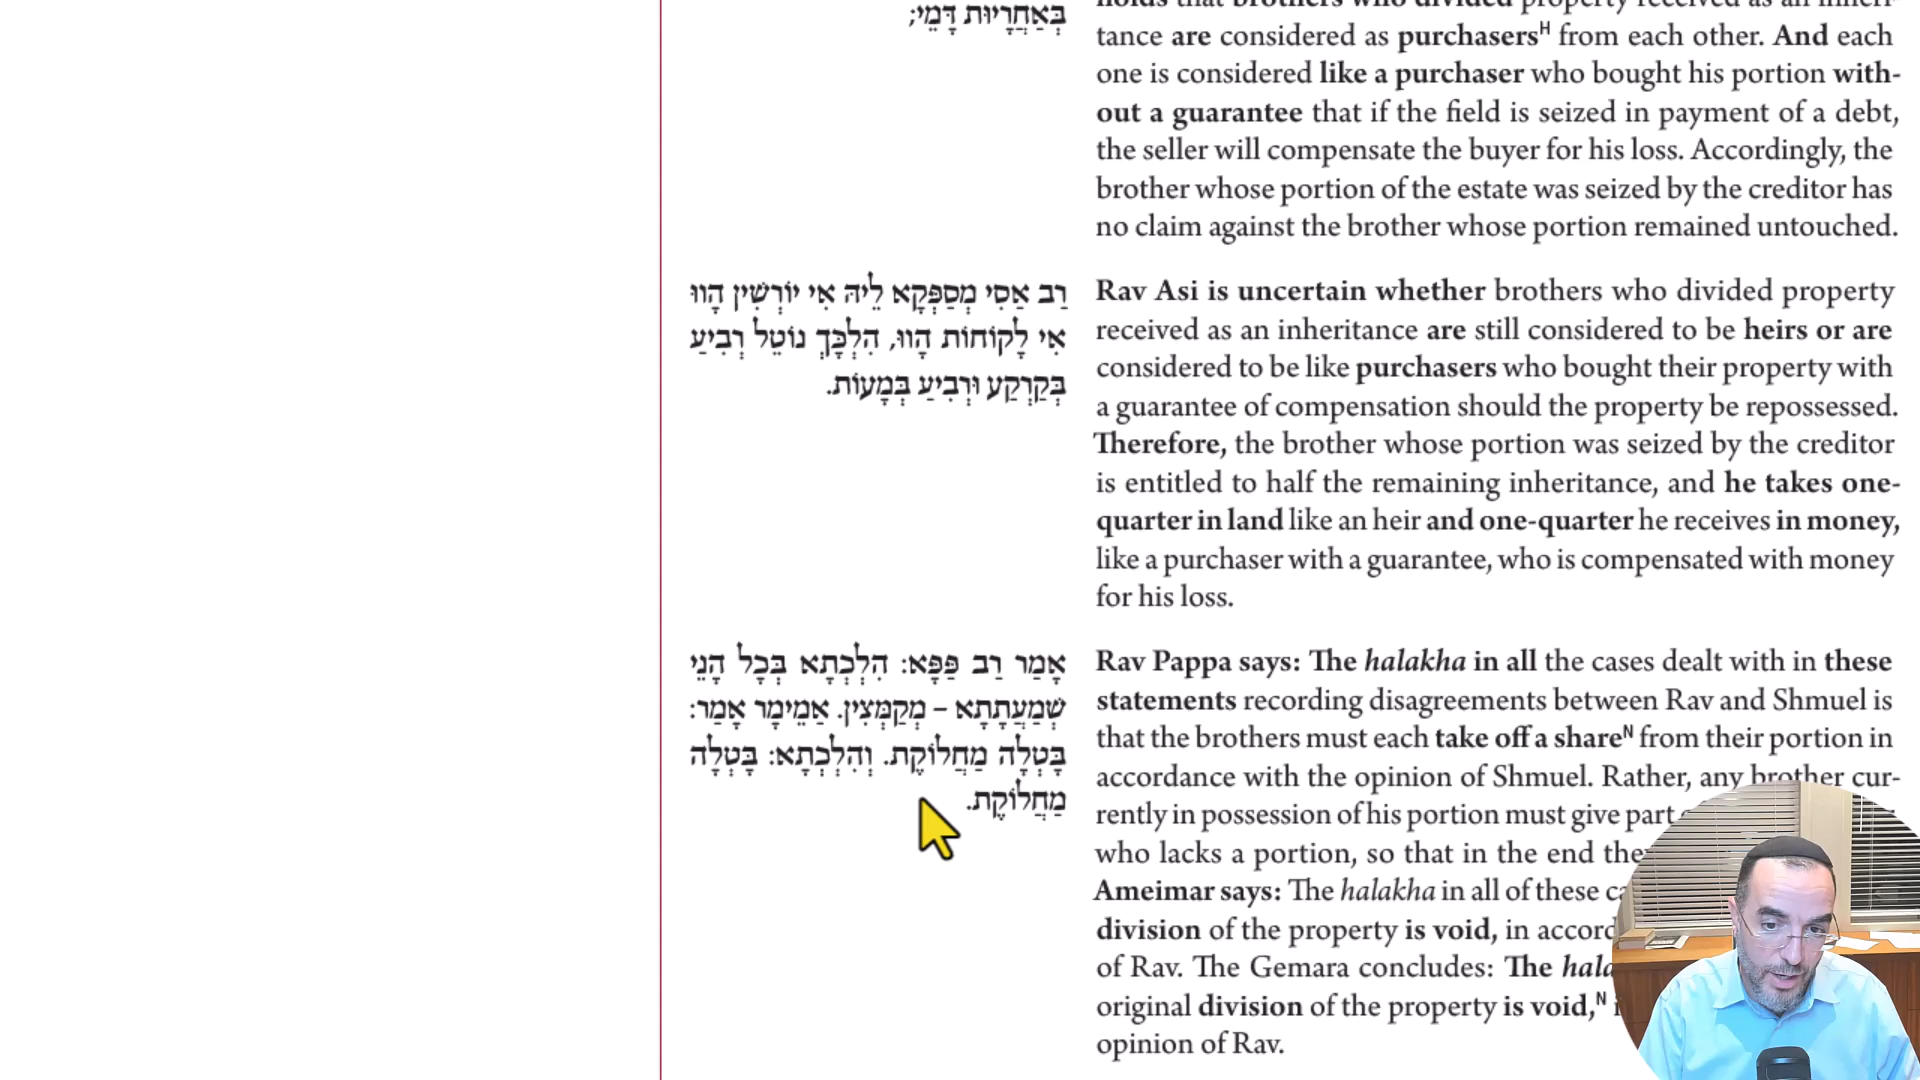 בְּאַחֲרָיוּת דָּמֵי;
that brothers who divided property received as an inheri-
tance are considered as purchasersᴴ from each other. And each
one is considered like a purchaser who bought his portion with-
out a guarantee that if the field is seized in payment of a debt,
the seller will compensate the buyer for his loss. Accordingly, the
brother whose portion of the estate was seized by the creditor has
no claim against the brother whose portion remained untouched.
רַב אַסִי מְסַפְּקָא לֵיהּ אִי יוֹרְשִׁין הָווּ
אִי לָקוֹחוֹת הָווּ, הִלְכָּךְ נוֹטֵל רְבִיעַ
בְּקַרְקַע וּרְבִיעַ בְּמָעוֹת.
Rav Asi is uncertain whether brothers who divided property
received as an inheritance are still considered to be heirs or are
considered to be like purchasers who bought their property with
a guarantee of compensation should the property be repossessed.
Therefore, the brother whose portion was seized by the creditor
is entitled to half the remaining inheritance, and he takes one-
quarter in land like an heir and one-quarter he receives in money,
like a purchaser with a guarantee, who is compensated with money
for his loss.
אָמַר רַב פַּפָּא: הִלְכְתָא בְּכָל הָנֵי
שְׁמַעֲתָתָא – מְקַמְּצִין. אַמֵימָר אָמַר:
בָּטְלָה מַחֲלוֹקֶת. וְהִלְכְתָא: בָּטְלָה
מַחֲלוֹקֶת.
Rav Pappa says: The halakha in all the cases dealt with in these
statements recording disagreements between Rav and Shmuel is
that the brothers must each take off a shareᴺ from their portion in
accordance with the opinion of Shmuel. Rather, any brother cur-
rently in possession of his portion must give part
who lacks a portion, so that in the end
Ameimar says: The halakha in all of these
division of the property is void, in
of Rav. The Gemara concludes: The
original division of the property is void,ᴺ
opinion of Rav.